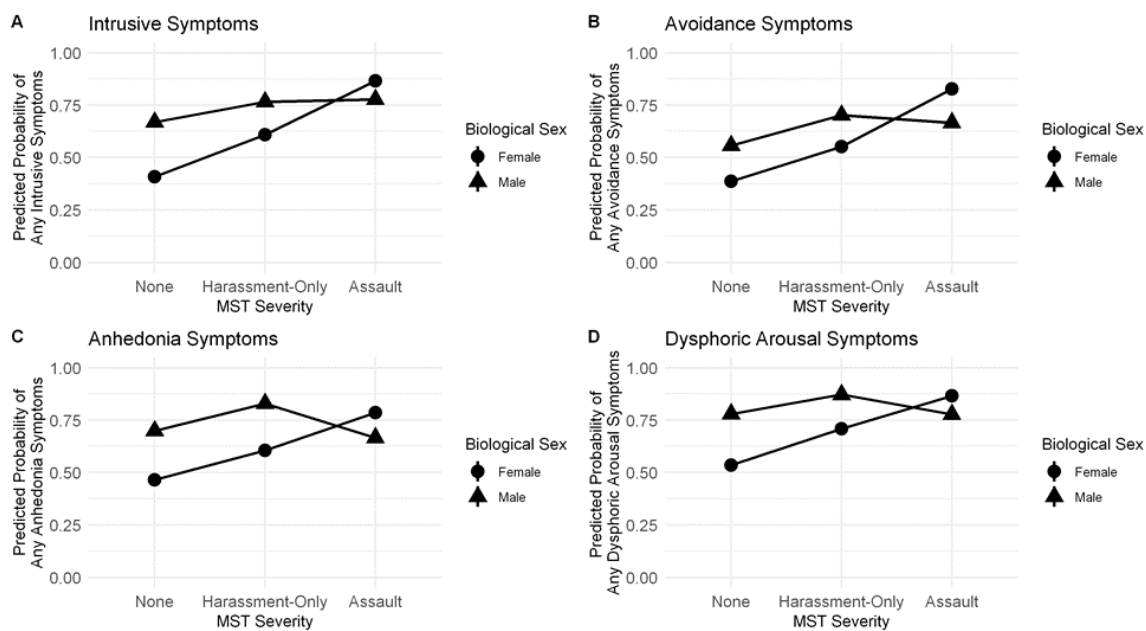 A
Intrusive Symptoms
Predicted Probability of
Any Intrusive Symptoms
1.00
0.75
0.50
0.25
0.00
None
Harassment-Only
Assault
MST Severity
Biological Sex
Female
Male
B
Avoidance Symptoms
Predicted Probability of
Any Avoidance Symptoms
1.00
0.75
0.50
0.25
0.00
None
Harassment-Only
Assault
MST Severity
Biological Sex
Female
Male
C
Anhedonia Symptoms
Predicted Probability of
Any Anhedonia Symptoms
1.00
0.75
0.50
0.25
0.00
None
Harassment-Only
Assault
MST Severity
Biological Sex
Female
Male
D
Dysphoric Arousal Symptoms
Predicted Probability of
Any Dysphoric Arousal Symptoms
1.00
0.75
0.50
0.25
0.00
None
Harassment-Only
Assault
MST Severity
Biological Sex
Female
Male